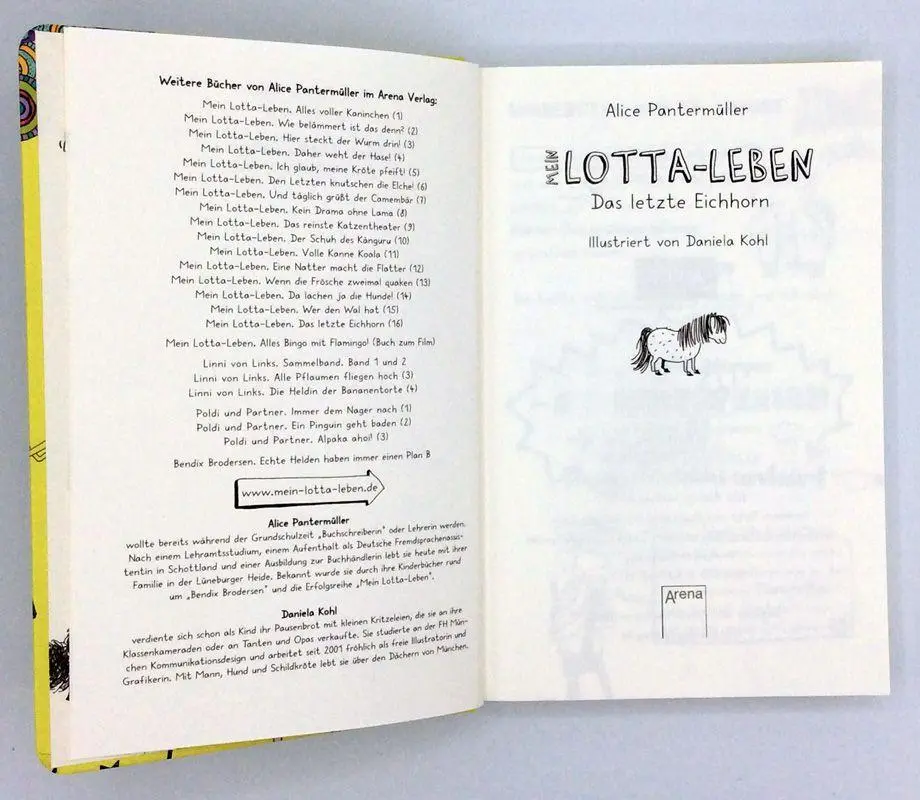 Weitere Bücher von Alice Pantermüller im Arena Verlag:
Mein Lotta-Leben. Alles voller Kaninchen (1)
Mein Lotta-Leben. Wie belämmert ist das denn? (2)
Mein Lotta-Leben. Hier steckt der Wurm drin! (3)
Mein Lotta-Leben. Daher weht der Hase! (4)
Mein Lotta-Leben. Ich glaub, meine Kröte pfeift! (5)
Mein Lotta-Leben. Den Letzten knutschen die Elche! (6)
Mein Lotta-Leben. Und täglich grüßt der Camembär (7)
Mein Lotta-Leben. Kein Drama ohne Lama (8)
Mein Lotta-Leben. Das reinste Katzentheater (9)
Mein Lotta-Leben. Der Schuh des Känguru (10)
Mein Lotta-Leben. Volle Kanne Koala (11)
Mein Lotta-Leben. Eine Natter macht die Flatter (12)
Mein Lotta-Leben. Wenn die Frösche zweimal quaken (13)
Mein Lotta-Leben. Da lachen ja die Hunde! (14)
Mein Lotta-Leben. Wer den Wal hat (15)
Mein Lotta-Leben. Das letzte Eichhorn (16)
Mein Lotta-Leben. Alles Bingo mit Flamingo! (Buch zum Film)
Linni von Links. Sammelband. Band 1 und 2
Linni von Links. Alle Pflaumen fliegen hoch (3)
Linni von Links. Die Heldin der Bananentorte (4)
Poldi und Partner. Immer dem Nager nach (1)
Poldi und Partner. Ein Pinguin geht baden (2)
Poldi und Partner. Alpaka ahoi! (3)
Bendix Brodersen. Echte Helden haben immer einen Plan B
www.mein-lotta-leben.de
Alice Pantermüller
wollte bereits während der Grundschulzeit „Buchschreiberin" oder Lehrerin werden.
Nach einem Lehramtsstudium, einem Aufenthalt als Deutsche Fremdsprachenassis-
tentin in Schottland und einer Ausbildung zur Buchhändlerin lebt sie heute mit ihrer
Familie in der Lüneburger Heide. Bekannt wurde sie durch ihre Kinderbücher rund
um „Bendix Brodersen" und die Erfolgsreihe „Mein Lotta-Leben".
Daniela Kohl
verdiente sich schon als Kind ihr Pausenbrot mit kleinen Kritzeleien, die sie an ihre
Klassenkameraden oder an Tanten und Opas verkaufte. Sie studierte an der FH Mün-
chen Kommunikationsdesign und arbeitet seit 2001 fröhlich als freie Illustratorin und
Grafikerin. Mit Mann, Hund und Schildkröte lebt sie über den Dächern von München.
Alice Pantermüller
MEIN LOTTA-LEBEN
Das letzte Eichhorn
Illustriert von Daniela Kohl
Arena